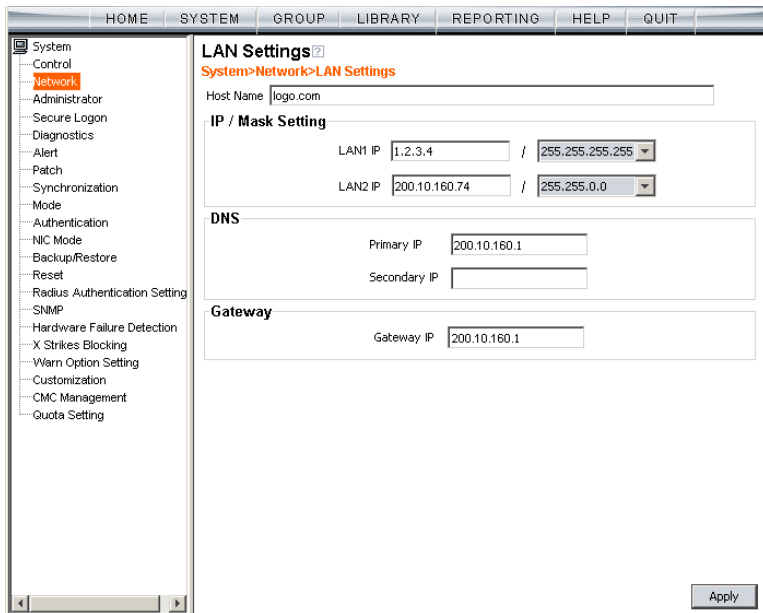 HOME SYSTEM GROUP LIBRARY REPORTING HELP QUIT
System
Control
Network
Administrator
Secure Logon
Diagnostics
Alert
Patch
Synchronization
Mode
Authentication
NIC Mode
Backup/Restore
Reset
Radius Authentication Setting
SNMP
Hardware Failure Detection
X Strikes Blocking
Warn Option Setting
Customization
CMC Management
Quota Setting
LAN Settings ?
System>Network>LAN Settings
Host Name logo.com
IP / Mask Setting
LAN1 IP 1.2.3.4 / 255.255.255.255
LAN2 IP 200.10.160.74 / 255.255.0.0
DNS
Primary IP 200.10.160.1
Secondary IP
Gateway
Gateway IP 200.10.160.1
Apply